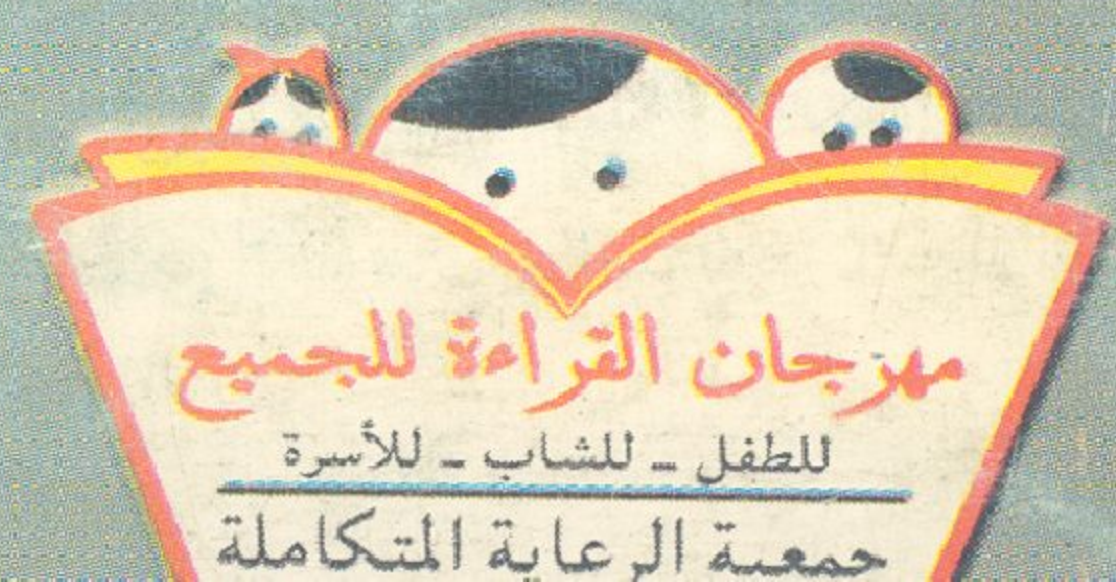 مهرجان القراءة للجميع
للطفل ـ للشاب ـ للأسرة
جمعية الرعاية المتكاملة